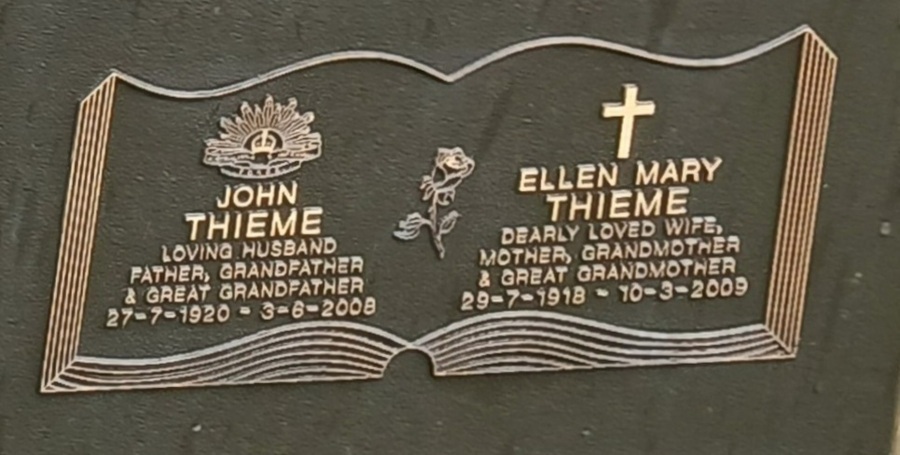 JOHN
THIEME
LOVING HUSBAND
FATHER, GRANDFATHER
& GREAT GRANDFATHER
27-7-1920 - 3-6-2008
ELLEN MARY
THIEME
DEARLY LOVED WIFE,
MOTHER, GRANDMOTHER
& GREAT GRANDMOTHER
29-7-1918 - 10-3-2009